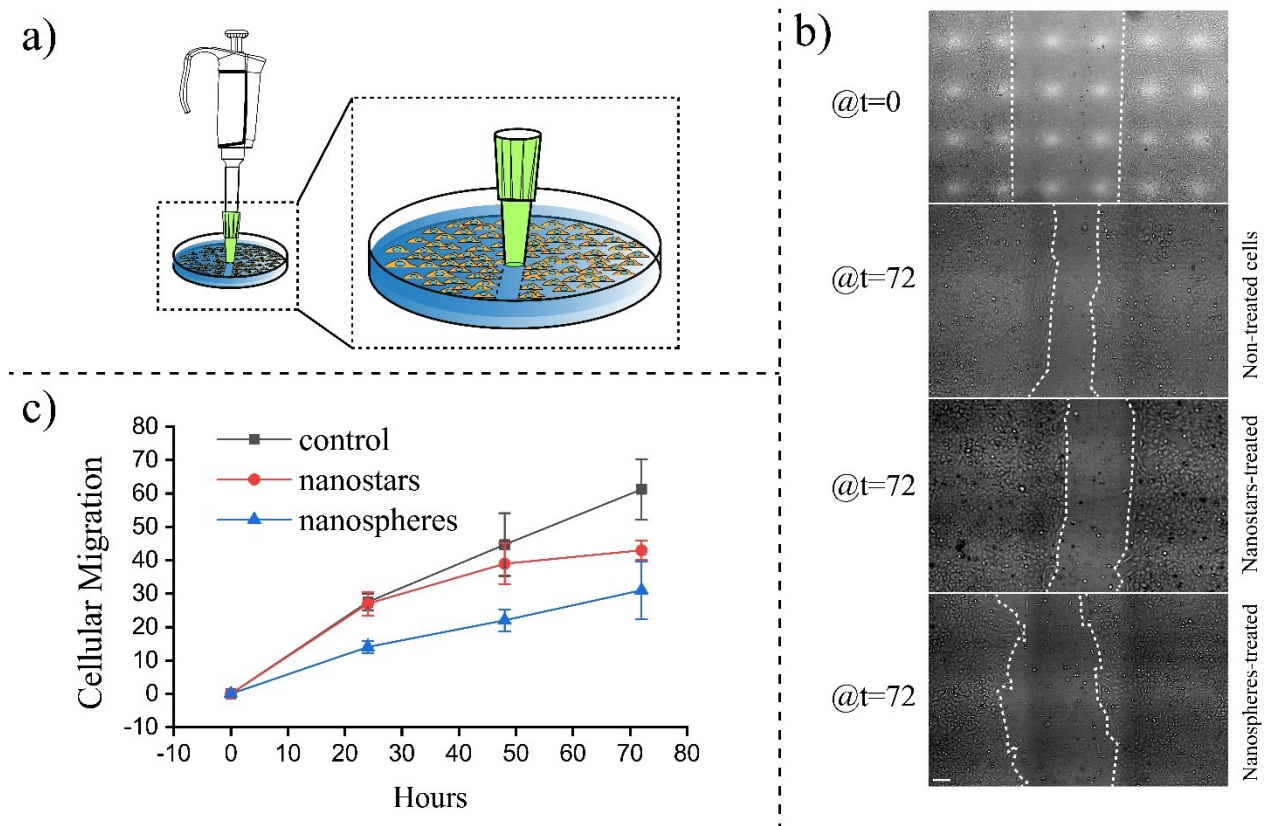 a)
b)
@t=0
@t=72
Non-treated cells
@t=72
Nanostars-treated
@t=72
Nanospheres-treated
c)
Cellular Migration
80
70
60
50
40
30
20
10
0
-10
control
nanostars
nanospheres
-10 0 10 20 30 40 50 60 70 80
Hours